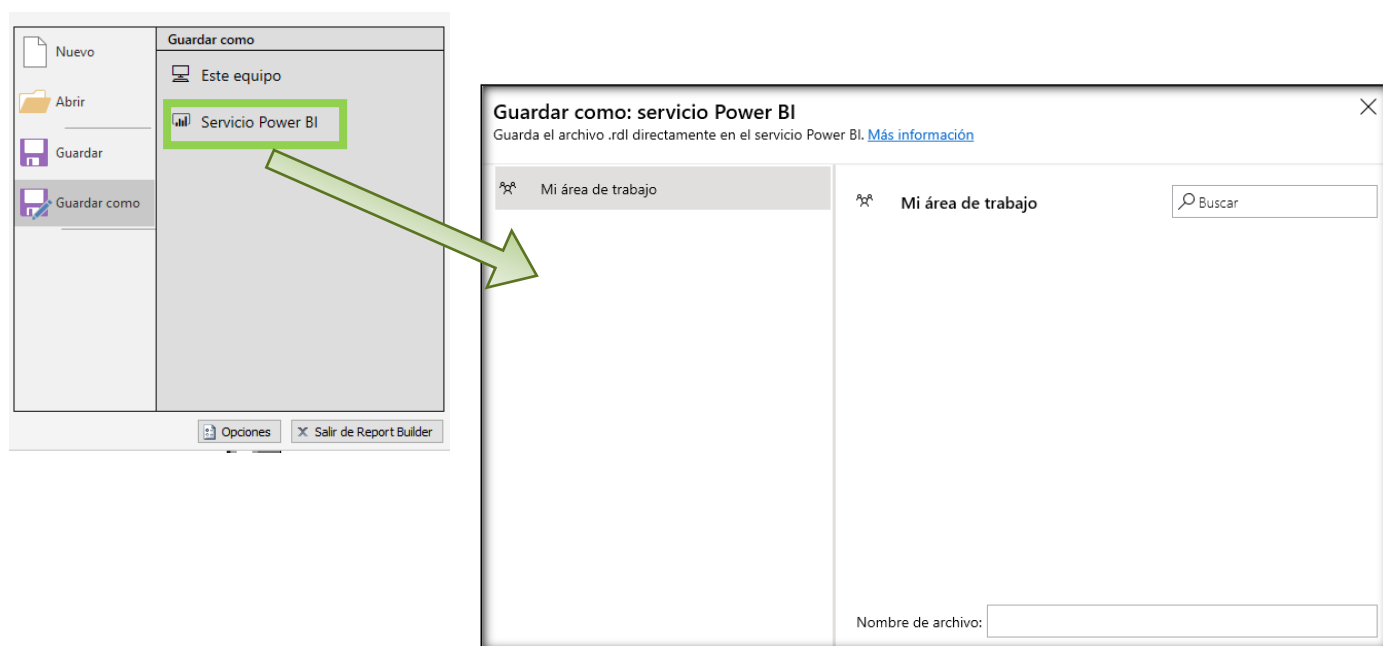 Nuevo
Abrir
Guardar
Guardar como
Guardar como
Este equipo
Servicio Power BI
Opciones
Salir de Report Builder
Guardar como: servicio Power BI
Guarda el archivo .rdl directamente en el servicio Power BI. Más información
Mi área de trabajo
Mi área de trabajo
Buscar
Nombre de archivo: